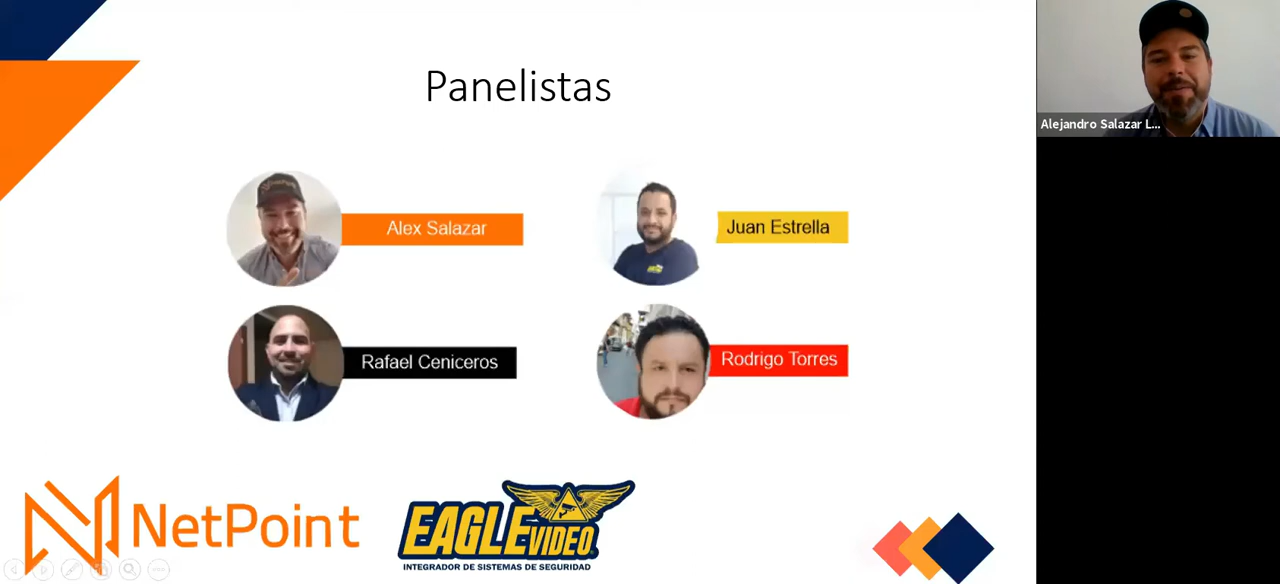 Panelistas
Alex Salazar
Juan Estrella
Rafael Ceniceros
Rodrigo Torres
NetPoint
EAGLE VIDEO
INTEGRADOR DE SISTEMAS DE SEGURIDAD
Alejandro Salazar L...